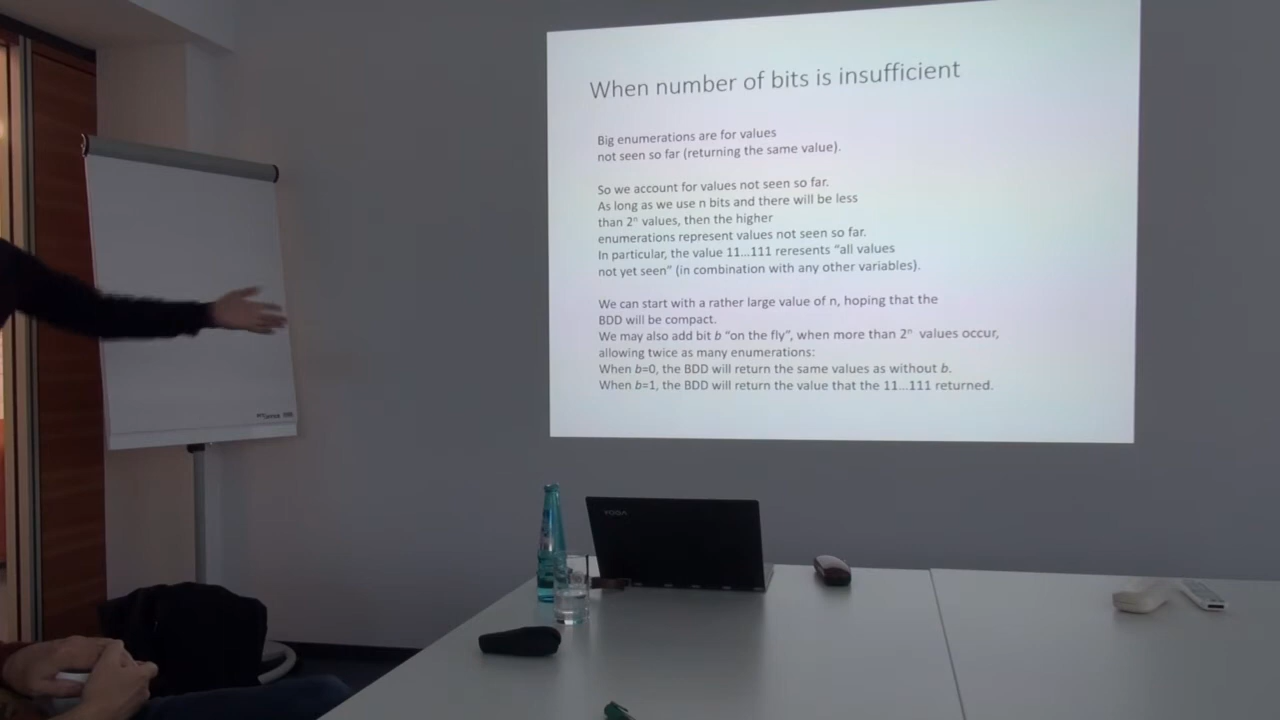 When number of bits is insufficient
Big enumerations are for values
not seen so far (returning the same value).
So we account for values not seen so far.
As long as we use n bits and there will be less
than 2ⁿ values, then the higher
enumerations represent values not seen so far.
In particular, the value 11...111 reresents “all values
not yet seen” (in combination with any other variables).
We can start with a rather large value of n, hoping that the
BDD will be compact.
We may also add bit b “on the fly”, when more than 2ⁿ values occur,
allowing twice as many enumerations:
When b=0, the BDD will return the same values as without b.
When b=1, the BDD will return the value that the 11...111 returned.
YOGA